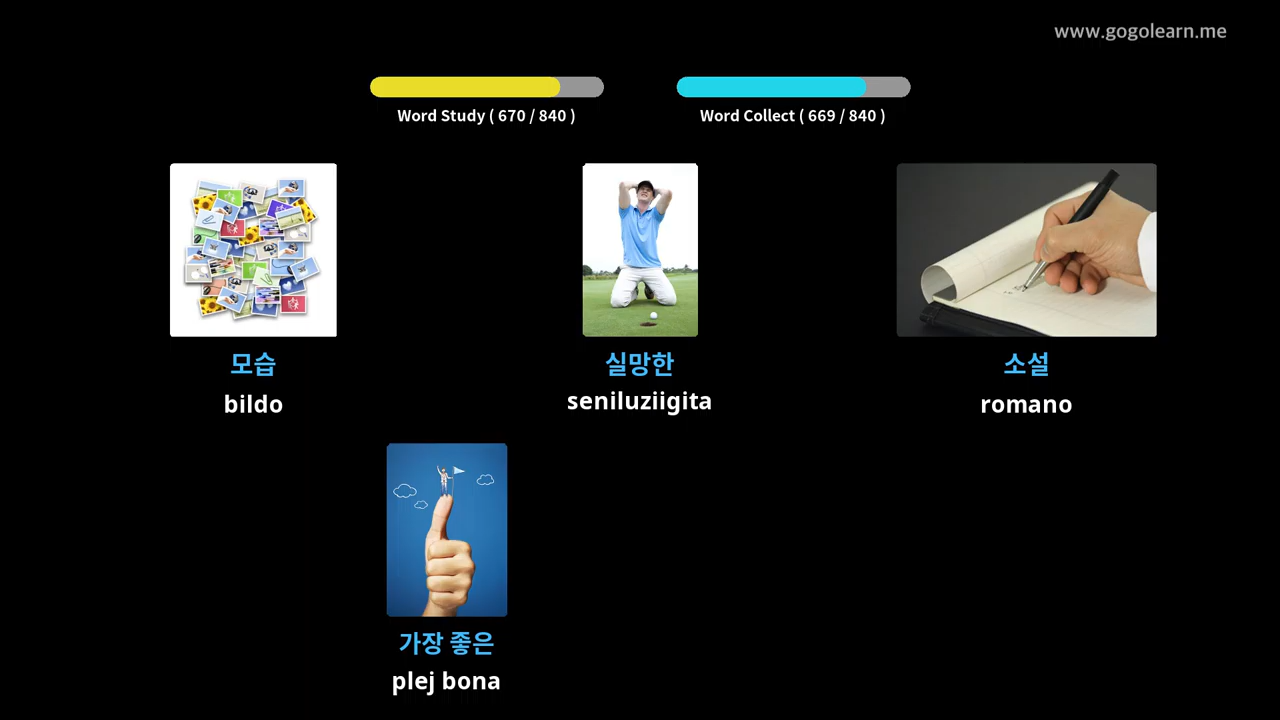 www.gogolearn.me
Word Study ( 670 / 840 )
Word Collect ( 669 / 840 )
모습
bildo
실망한
seniluziigita
소설
romano
가장 좋은
plej bona